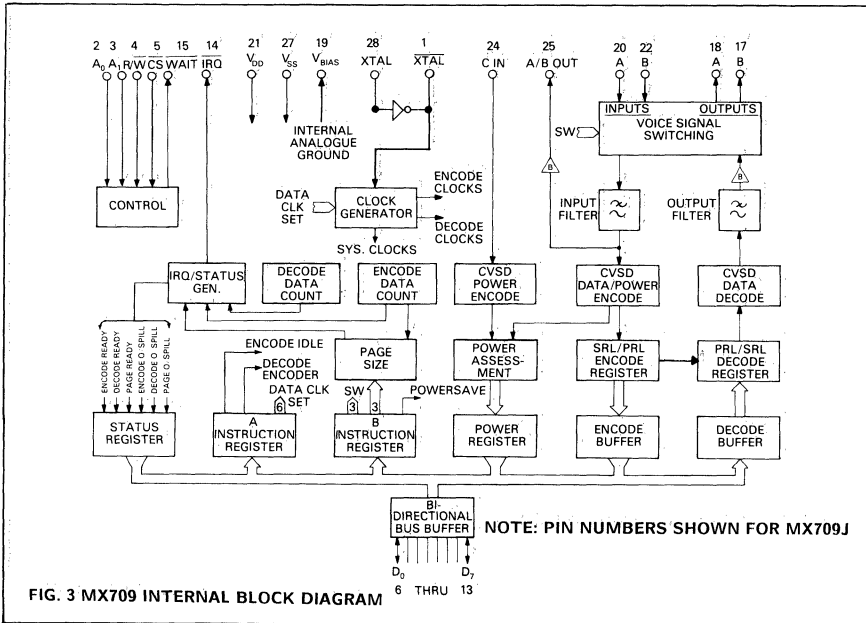 2 3 4 5 15 14 21 27 19 28 1 24 25 20 22 18 17
A₀ A₁ R/W CS WAIT IRQ V_DD V_SS V_BIAS XTAL XTAL C IN A/B OUT A B A B
INPUTS OUTPUTS
VOICE SIGNAL
SWITCHING
SW
INTERNAL
ANALOGUE
GROUND
CONTROL
DATA
CLK
SET
CLOCK
GENERATOR
ENCODE
CLOCKS
DECODE
CLOCKS
SYS. CLOCKS
B
B
INPUT
FILTER
OUTPUT
FILTER
IRQ/STATUS
GEN.
DECODE
DATA
COUNT
ENCODE
DATA
COUNT
CVSD
POWER
ENCODE
CVSD
DATA/POWER
ENCODE
CVSD
DATA
DECODE
ENCODE READY
DECODE READY
PAGE READY
ENCODE O SPILL
DECODE O SPILL
PAGE O. SPILL
ENCODE IDLE
DECODE
ENCODER
DATA CLK
SET
6
PAGE
SIZE
SW
3
3
POWERSAVE
POWER
ASSESS-
MENT
SRL/PRL
ENCODE
REGISTER
PRL/SRL
DECODE
REGISTER
STATUS
REGISTER
A
INSTRUCTION
REGISTER
B
INSTRUCTION
REGISTER
POWER
REGISTER
ENCODE
BUFFER
DECODE
BUFFER
BI-
DIRECTIONAL
BUS BUFFER
NOTE: PIN NUMBERS SHOWN FOR MX709J
D₀ D₇
6 THRU 13
FIG. 3 MX709 INTERNAL BLOCK DIAGRAM